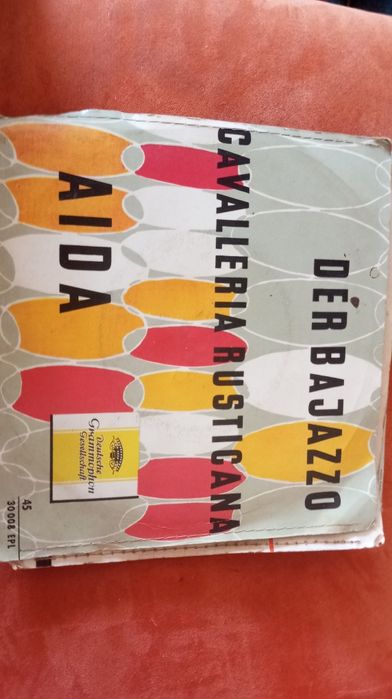 DER BAJAZZO
CAVALLERIA RUSTICANA
AIDA
Deutsche
Grammophon
Gesellschaft
45
30 008 EPL